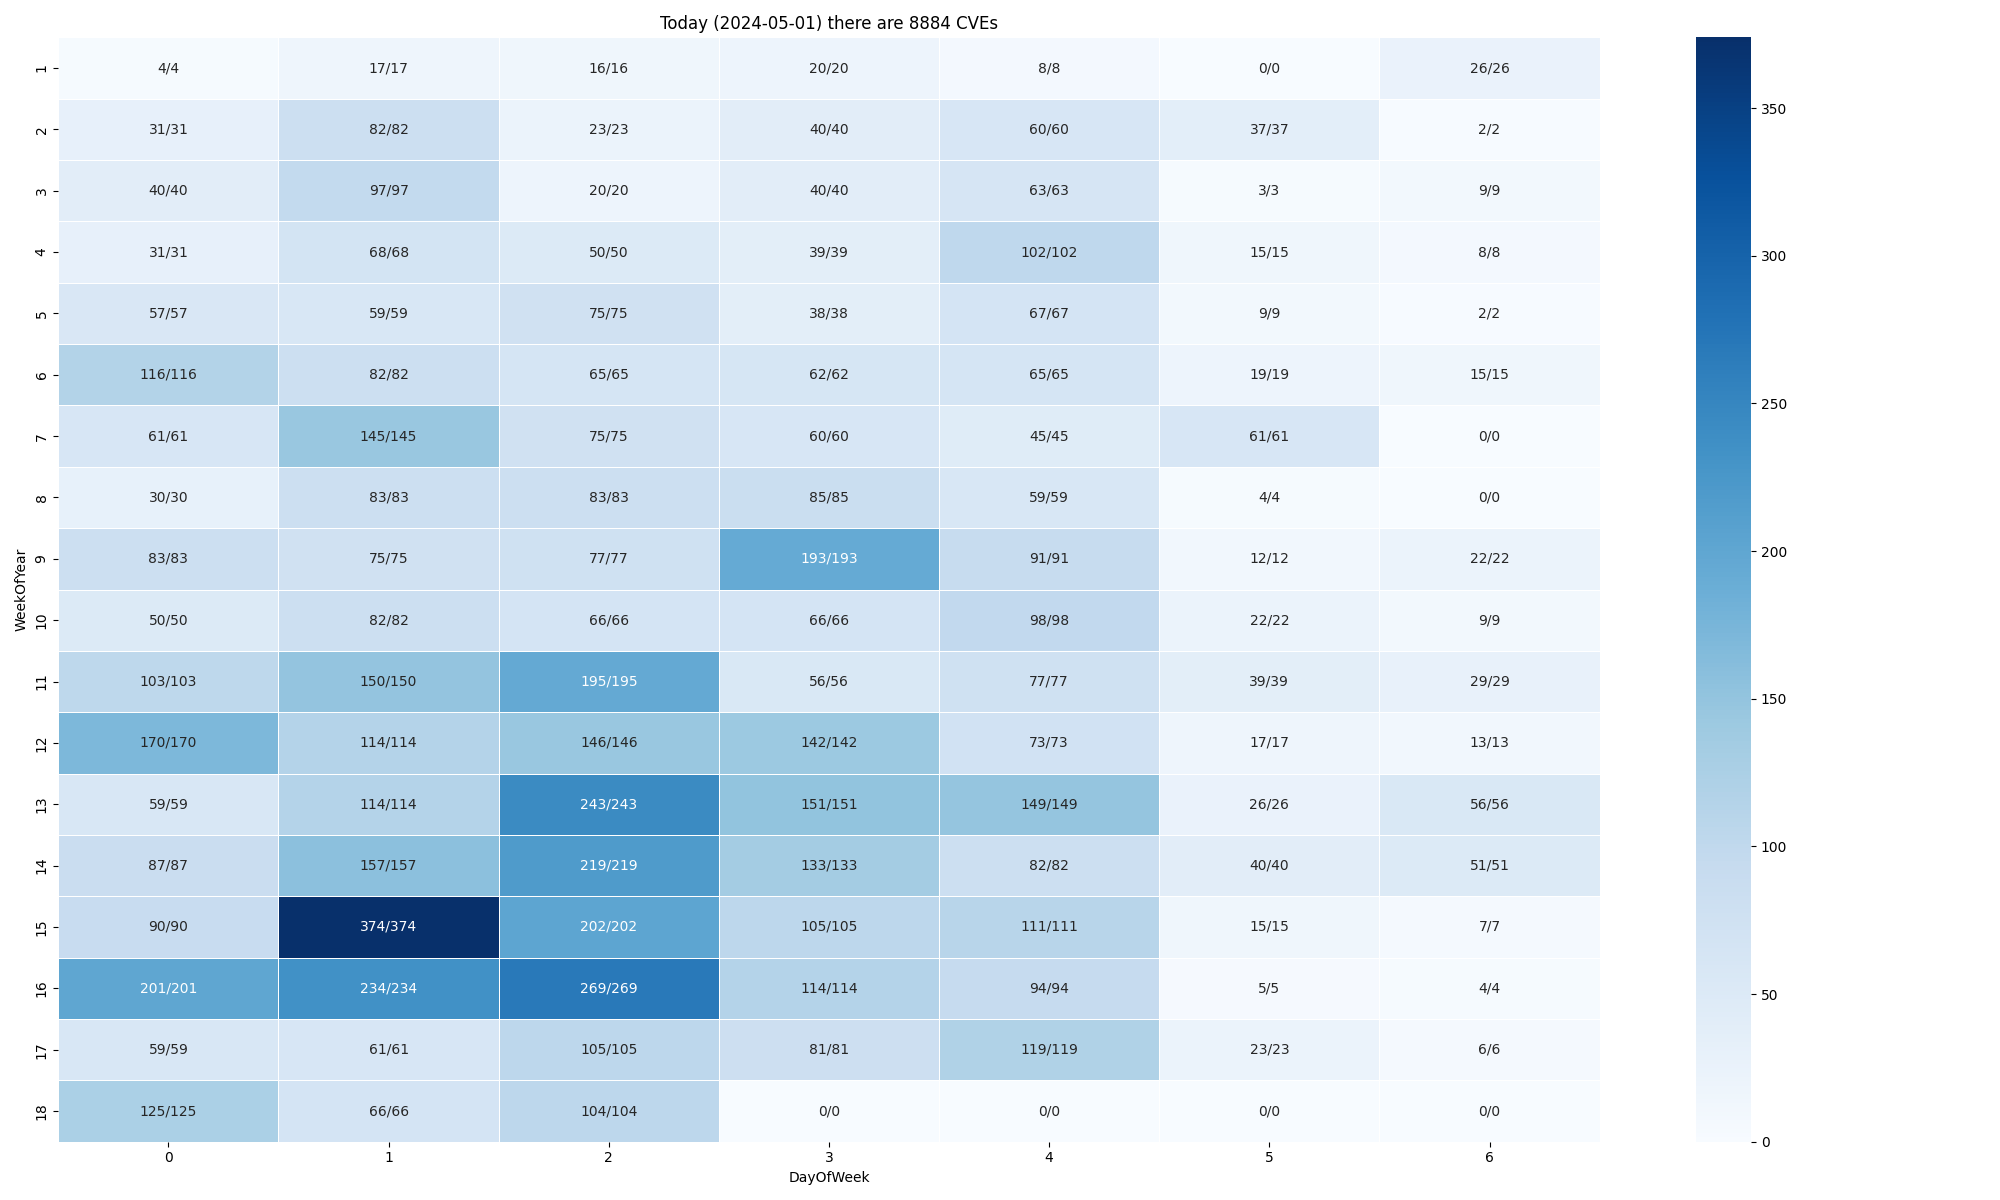 Today (2024-05-01) there are 8884 CVEs
1 4/4 17/17 16/16 20/20 8/8 0/0 26/26
2 31/31 82/82 23/23 40/40 60/60 37/37 2/2
3 40/40 97/97 20/20 40/40 63/63 3/3 9/9
4 31/31 68/68 50/50 39/39 102/102 15/15 8/8
5 57/57 59/59 75/75 38/38 67/67 9/9 2/2
6 116/116 82/82 65/65 62/62 65/65 19/19 15/15
7 61/61 145/145 75/75 60/60 45/45 61/61 0/0
8 30/30 83/83 83/83 85/85 59/59 4/4 0/0
9 83/83 75/75 77/77 193/193 91/91 12/12 22/22
10 50/50 82/82 66/66 66/66 98/98 22/22 9/9
11 103/103 150/150 195/195 56/56 77/77 39/39 29/29
12 170/170 114/114 146/146 142/142 73/73 17/17 13/13
13 59/59 114/114 243/243 151/151 149/149 26/26 56/56
14 87/87 157/157 219/219 133/133 82/82 40/40 51/51
15 90/90 374/374 202/202 105/105 111/111 15/15 7/7
16 201/201 234/234 269/269 114/114 94/94 5/5 4/4
17 59/59 61/61 105/105 81/81 119/119 23/23 6/6
18 125/125 66/66 104/104 0/0 0/0 0/0 0/0
0 1 2 3 4 5 6
DayOfWeek
WeekOfYear
350
300
250
200
150
100
50
0